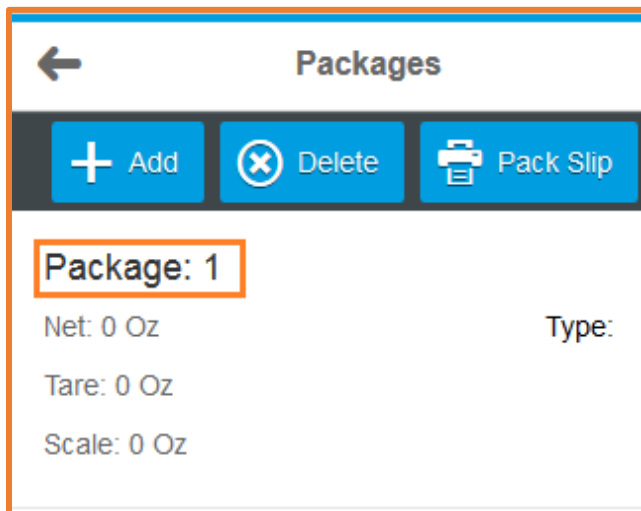 Packages
Add Delete Pack Slip
Package: 1
Net: 0 Oz Type:
Tare: 0 Oz
Scale: 0 Oz